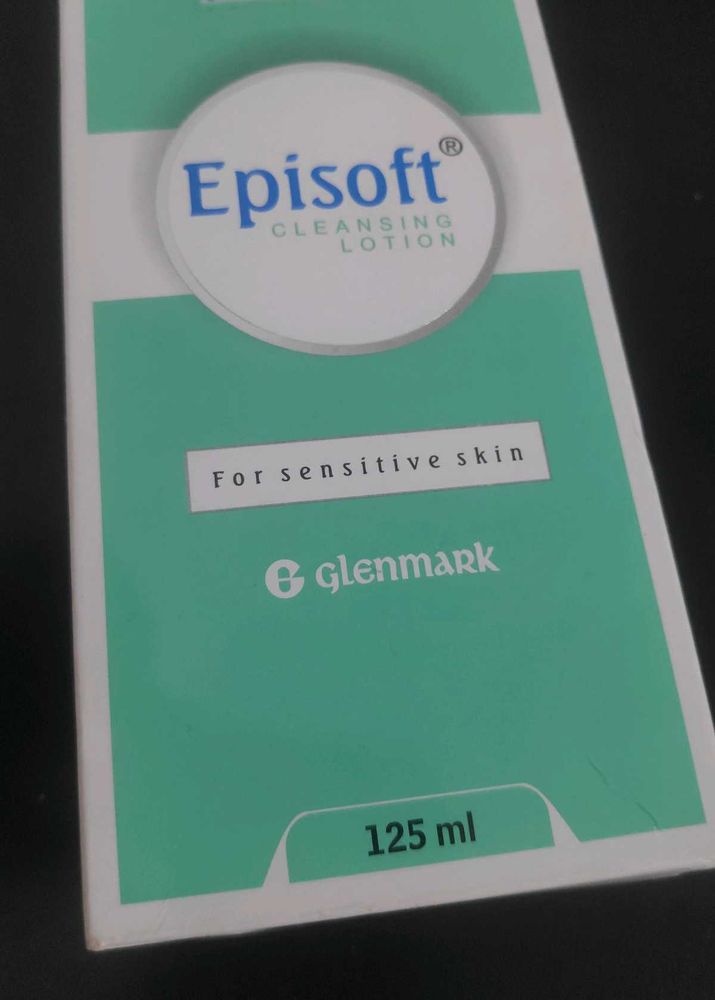 Episoft®
CLEANSING
LOTION
For sensitive skin
Glenmark
125 ml